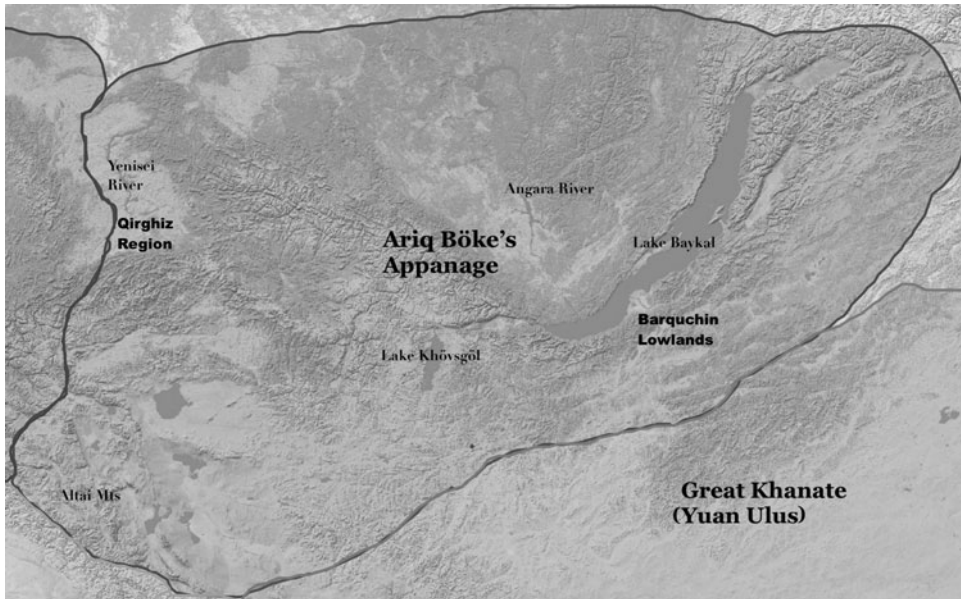 Yenisei
River
Angara River
Qirghiz
Region
Ariq Böke's
Appanage
Lake Baykal
Barquchin
Lowlands
Lake Khövsgöl
Altai Mts
Great Khanate
(Yuan Ulus)